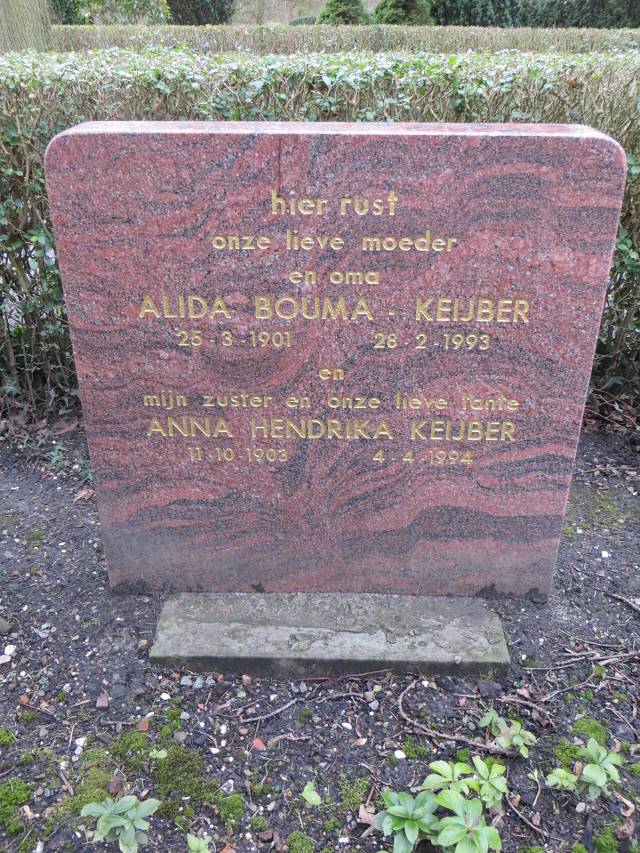 hier rust
onze lieve moeder
en oma
ALIDA BOUMA - KEIJBER
25-3-1901 28-2-1993
en
mijn zuster en onze lieve tante
ANNA HENDRIKA KEIJBER
11-10-1903 4-4-1994